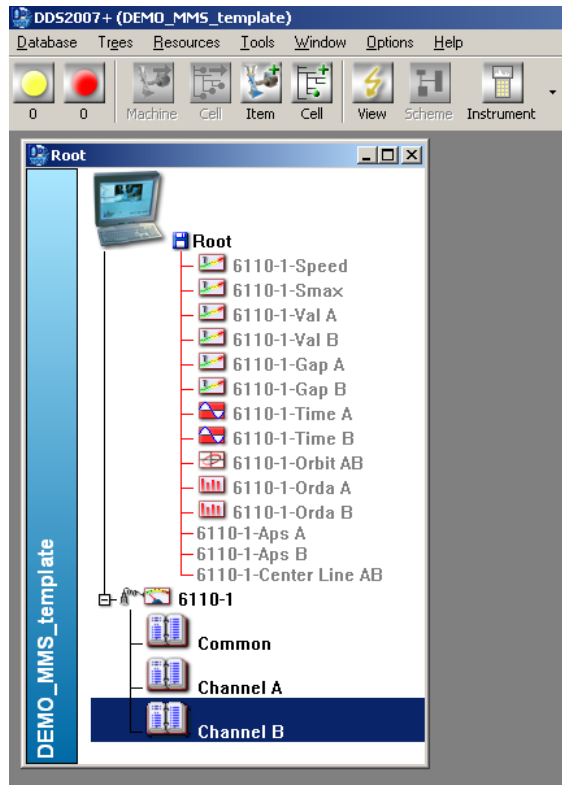 DDS2007+ (DEMO_MMS_template)
Database Trees Resources Tools Window Options Help
0 0 Machine Cell Item Cell View Scheme Instrument
Root
Root
6110-1-Speed
6110-1-Smax
6110-1-Val A
6110-1-Val B
6110-1-Gap A
6110-1-Gap B
6110-1-Time A
6110-1-Time B
6110-1-Orbit AB
6110-1-Orda A
6110-1-Orda B
6110-1-Aps A
6110-1-Aps B
6110-1-Center Line AB
6110-1
Common
Channel A
Channel B
DEMO_MMS_template